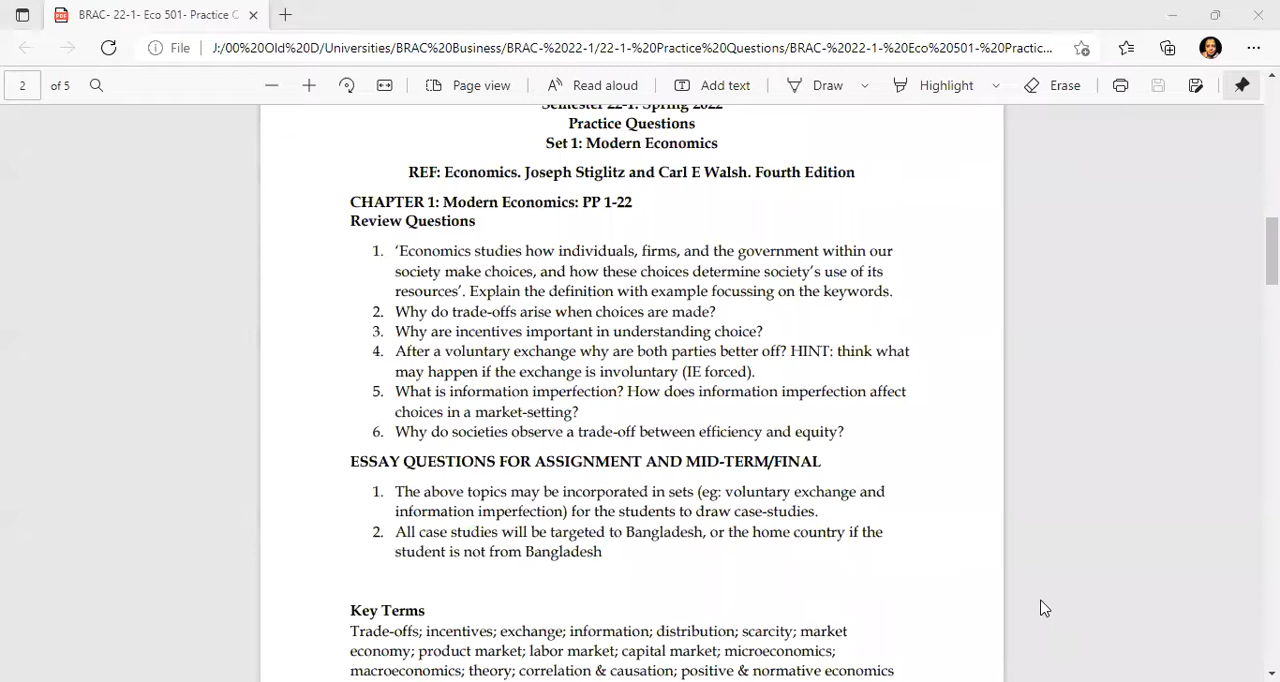 BRAC- 22-1- Eco 501- Practice
File
J:/00%20Old%20D/Universities/BRAC%20Business/BRAC-%2022-1/22-1-%20Practice%20Questions/BRAC-%2022-1-%20Eco%20501-%20Practic...
2 of 5
Page view
Read aloud
Add text
Draw
Highlight
Erase
Semester 22-1: Spring 2022
Practice Questions
Set 1: Modern Economics
REF: Economics. Joseph Stiglitz and Carl E Walsh. Fourth Edition
CHAPTER 1: Modern Economics: PP 1-22
Review Questions
1. ‘Economics studies how individuals, firms, and the government within our
society make choices, and how these choices determine society’s use of its
resources’. Explain the definition with example focussing on the keywords.
2. Why do trade-offs arise when choices are made?
3. Why are incentives important in understanding choice?
4. After a voluntary exchange why are both parties better off? HINT: think what
may happen if the exchange is involuntary (IE forced).
5. What is information imperfection? How does information imperfection affect
choices in a market-setting?
6. Why do societies observe a trade-off between efficiency and equity?
ESSAY QUESTIONS FOR ASSIGNMENT AND MID-TERM/FINAL
1. The above topics may be incorporated in sets (eg: voluntary exchange and
information imperfection) for the students to draw case-studies.
2. All case studies will be targeted to Bangladesh, or the home country if the
student is not from Bangladesh
Key Terms
Trade-offs; incentives; exchange; information; distribution; scarcity; market
economy; product market; labor market; capital market; microeconomics;
macroeconomics; theory; correlation & causation; positive & normative economics